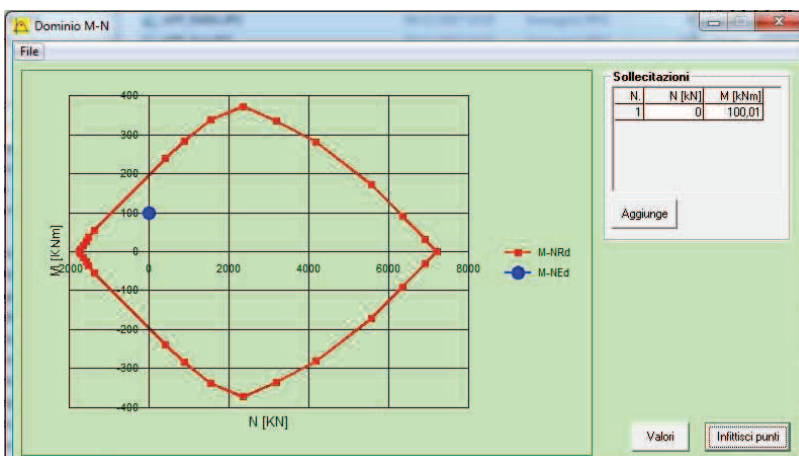 Dominio M-N
File
400
300
200
100
0
-100
-200
-300
-400
-2000
0
2000
4000
6000
8000
M [KNm]
N [KN]
M-NRd
M-NEd
Sollecitazioni
N. N [kN] M [kNm]
1 0 100,01
Aggiunge
Valori
Infittisci punti